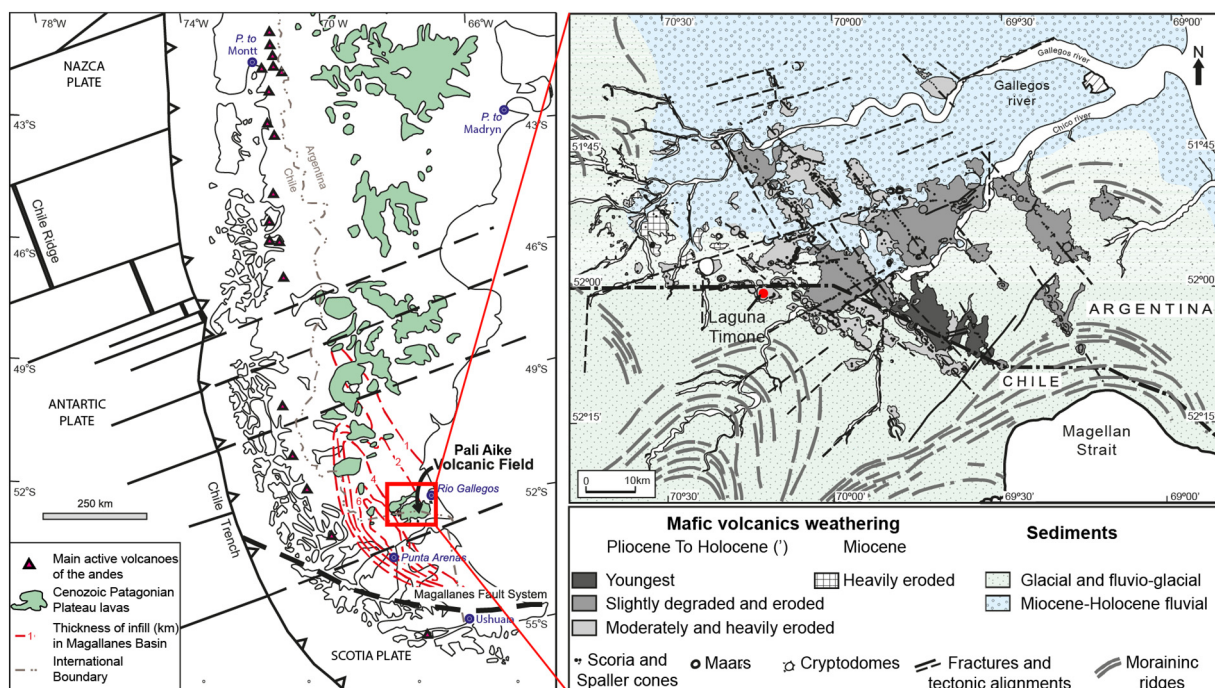 78°W
74°W
70°W
66°W
NAZCA
PLATE
P. to
Montt
43°S
P. to
Madryn
43°S
Argentina
Chile
Chile Ridge
46°S
46°S
49°S
49°S
ANTARTIC
PLATE
1
2
4
6
Pali Aike
Volcanic Field
Rio Gallegos
52°S
52°S
250 km
Chile Trench
Punta Arenas
Magallanes Fault System
Ushuaia
55°S
SCOTIA PLATE
Main active volcanoes
of the andes
Cenozoic Patagonian
Plateau lavas
1
Thickness of infill (km)
in Magallanes Basin
International
Boundary
70°30'
70°00'
69°30'
69°00'
N
Gallegos river
Gallegos
river
Chico river
51°45'
51°45'
52°00'
52°00'
Laguna
Timone
ARGENTINA
CHILE
52°15'
52°15'
Magellan
Strait
0 10km
70°30'
70°00'
69°30'
69°00'
Mafic volcanics weathering
Sediments
Pliocene To Holocene (')
Miocene
Youngest
Heavily eroded
Glacial and fluvio-glacial
Slightly degraded and eroded
Miocene-Holocene fluvial
Moderately and heavily eroded
Scoria and
Spaller cones
Maars
Cryptodomes
Fractures and
tectonic alignments
Moraininc
ridges